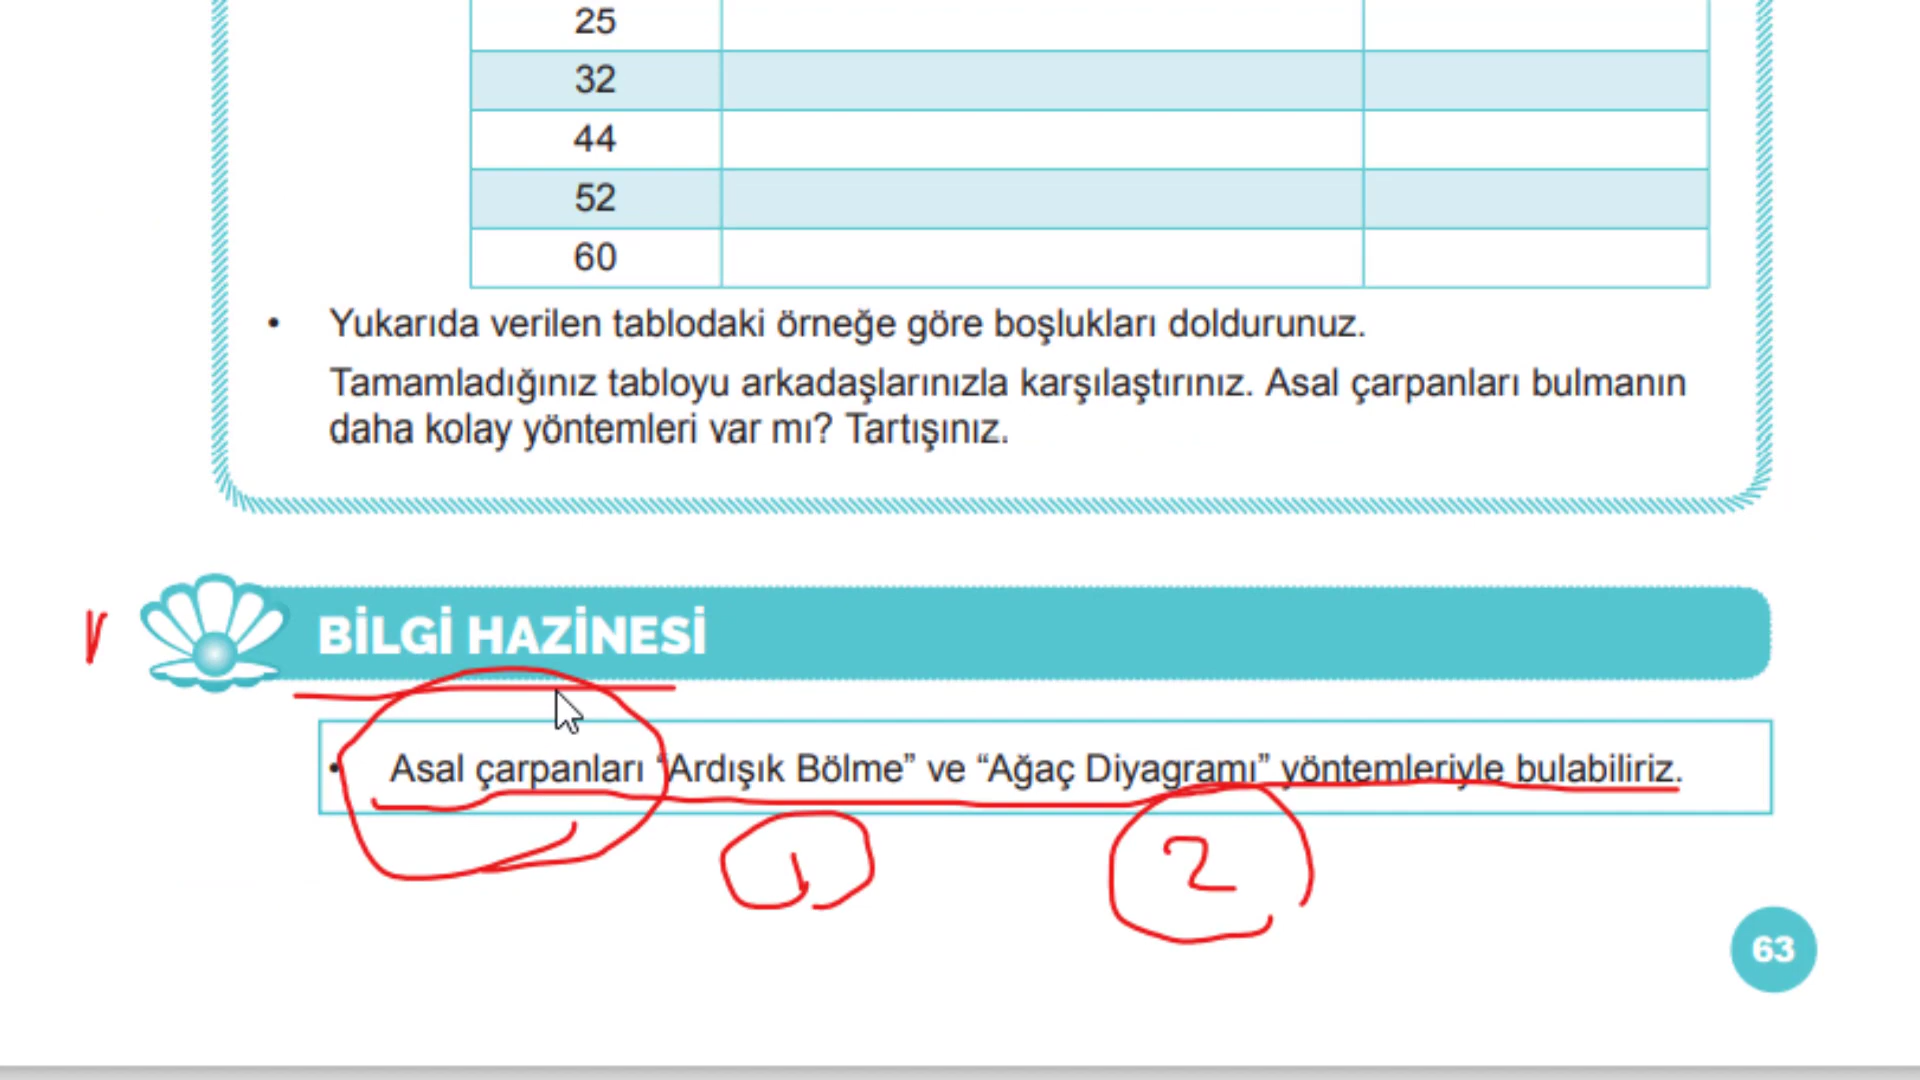 25
32
44
52
60
• Yukarıda verilen tablodaki örneğe göre boşlukları doldurunuz.
Tamamladığınız tabloyu arkadaşlarınızla karşılaştırınız. Asal çarpanları bulmanın
daha kolay yöntemleri var mı? Tartışınız.
BİLGİ HAZİNESİ
• Asal çarpanları “Ardışık Bölme” ve “Ağaç Diyagramı” yöntemleriyle bulabiliriz.
1 2
63